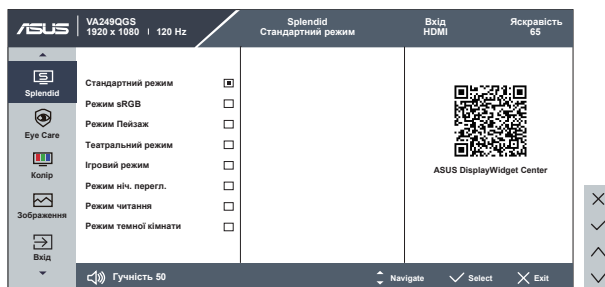 ASUS
VA249QGS
1920 x 1080 | 120 Hz
Splendid
Стандартний режим
Вхід
HDMI
Яскравість
65
Splendid
Eye Care
Колір
Зображення
Вхід
Стандартний режим
Режим sRGB
Режим Пейзаж
Театральний режим
Ігровий режим
Режим ніч. перегл.
Режим читання
Режим темної кімнати
ASUS DisplayWidget Center
Гучність 50
Navigate
Select
Exit